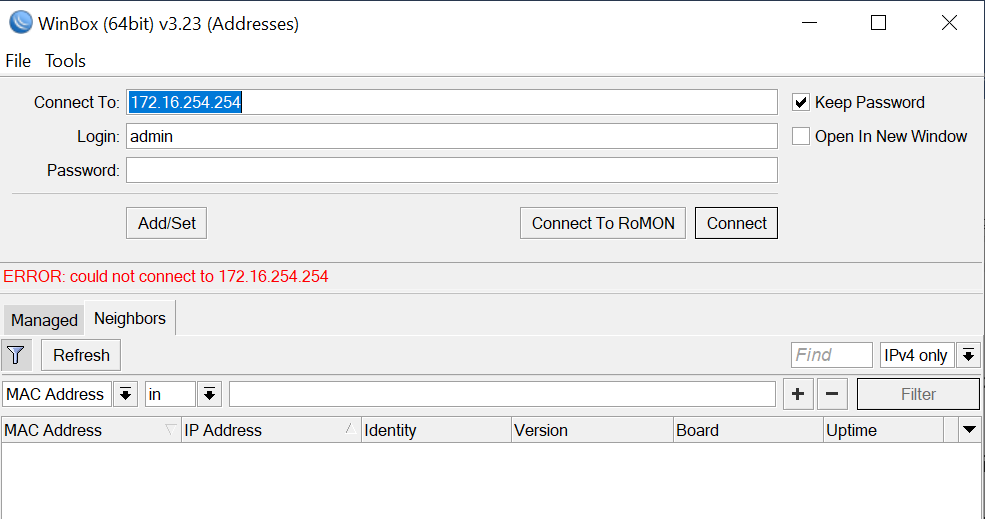 WinBox (64bit) v3.23 (Addresses)
File Tools
Connect To: 172.16.254.254 Keep Password
Login: admin Open In New Window
Password:
Add/Set Connect To RoMON Connect
ERROR: could not connect to 172.16.254.254
Managed Neighbors
Refresh Find IPv4 only
MAC Address in Filter
MAC Address IP Address Identity Version Board Uptime